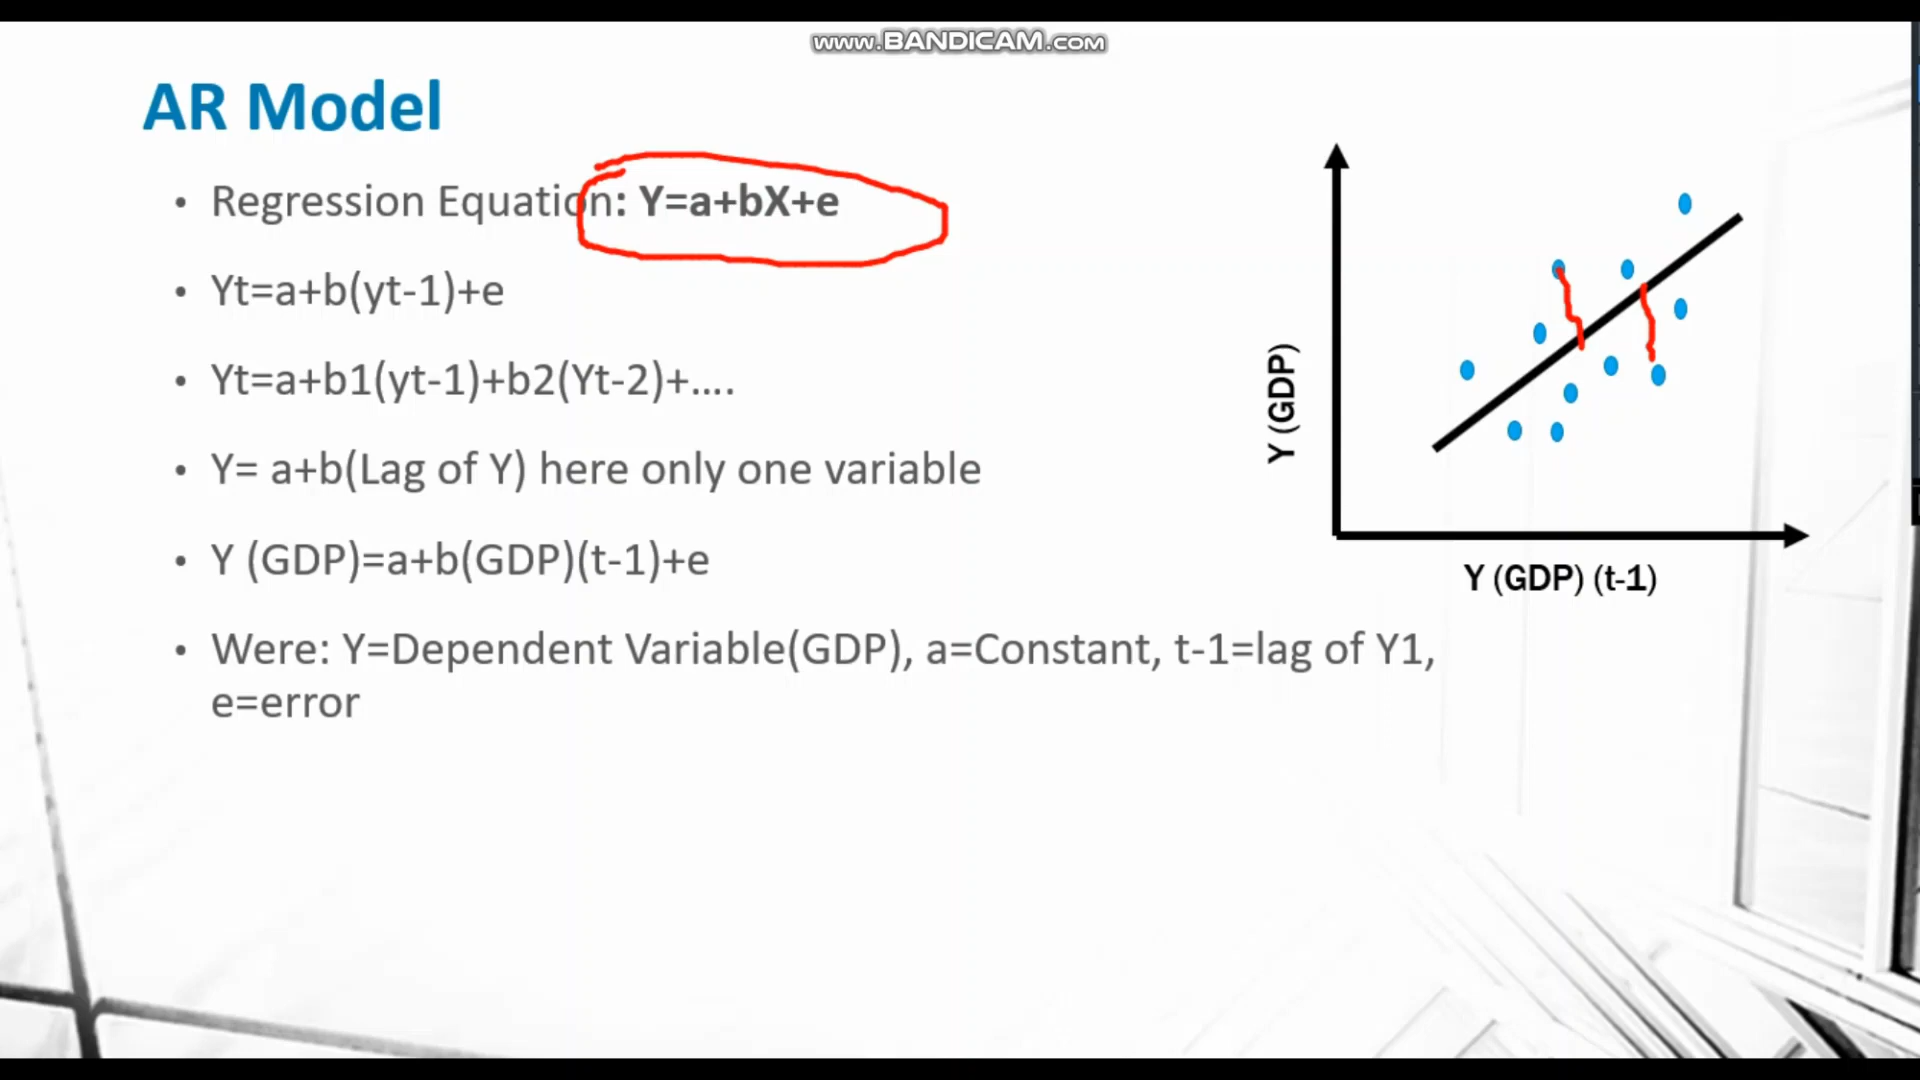 www.BANDICAM.com
AR Model
• Regression Equation: Y=a+bX+e
• Yt=a+b(yt-1)+e
• Yt=a+b1(yt-1)+b2(Yt-2)+....
• Y= a+b(Lag of Y) here only one variable
• Y (GDP)=a+b(GDP)(t-1)+e
• Were: Y=Dependent Variable(GDP), a=Constant, t-1=lag of Y1,
e=error
Y (GDP)
Y (GDP) (t-1)